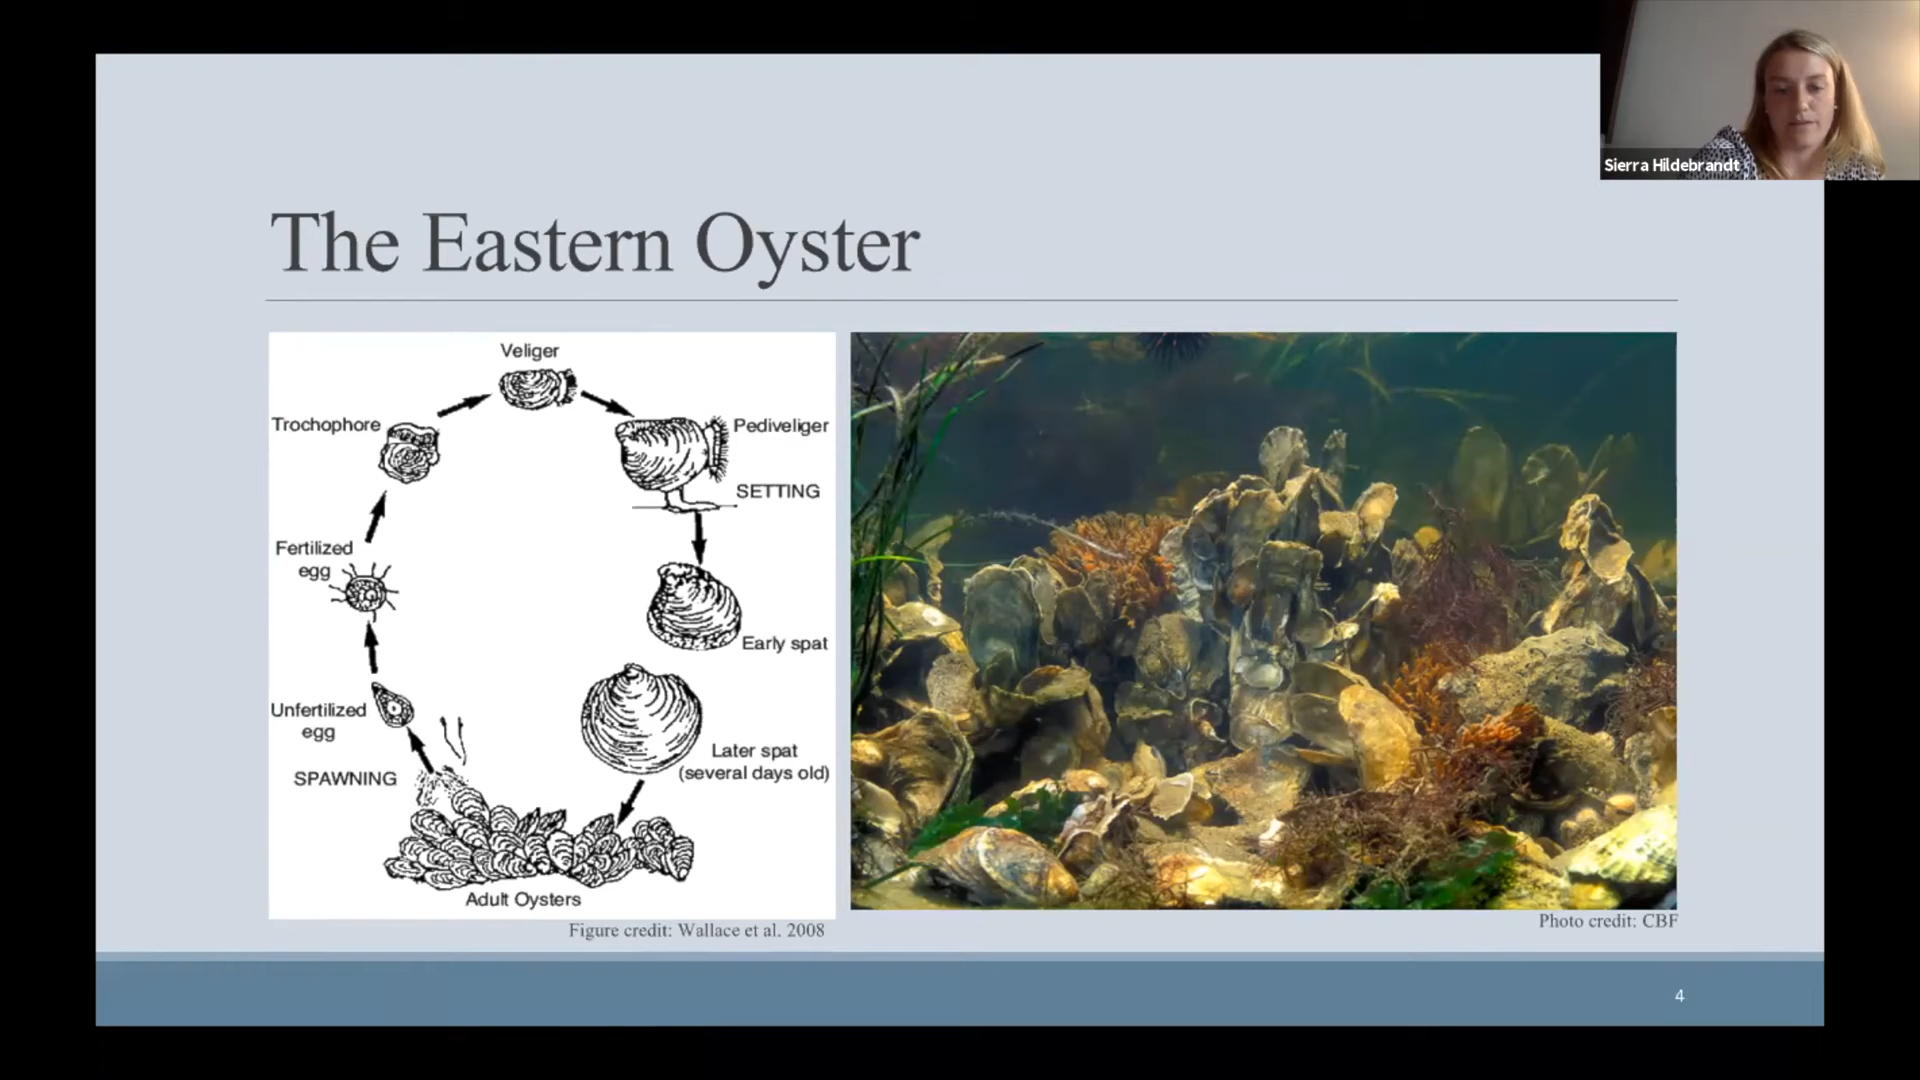 Sierra Hildebrandt
The Eastern Oyster
Veliger
Trochophore
Pediveliger
SETTING
Fertilized
egg
Early spat
Unfertilized
egg
Later spat
(several days old)
SPAWNING
Adult Oysters
Figure credit: Wallace et al. 2008
Photo credit: CBF
4